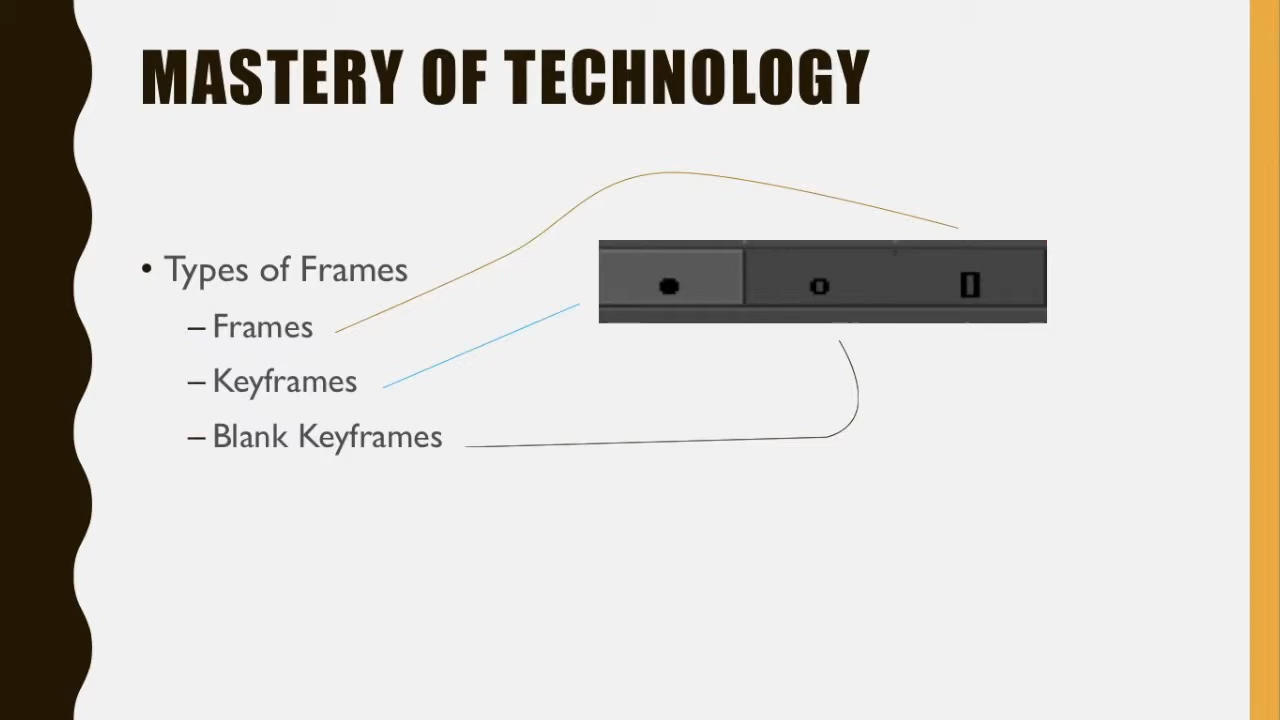 MASTERY OF TECHNOLOGY
• Types of Frames
– Frames
– Keyframes
– Blank Keyframes